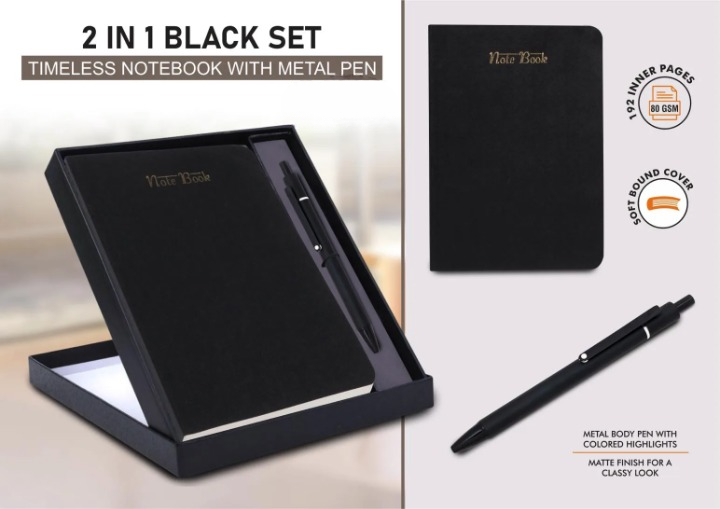 2 IN 1 BLACK SET
TIMELESS NOTEBOOK WITH METAL PEN
Note Book
Note Book
192 INNER PAGES
80 GSM
SOFT BOUND COVER
METAL BODY PEN WITH
COLORED HIGHLIGHTS
MATTE FINISH FOR A
CLASSY LOOK